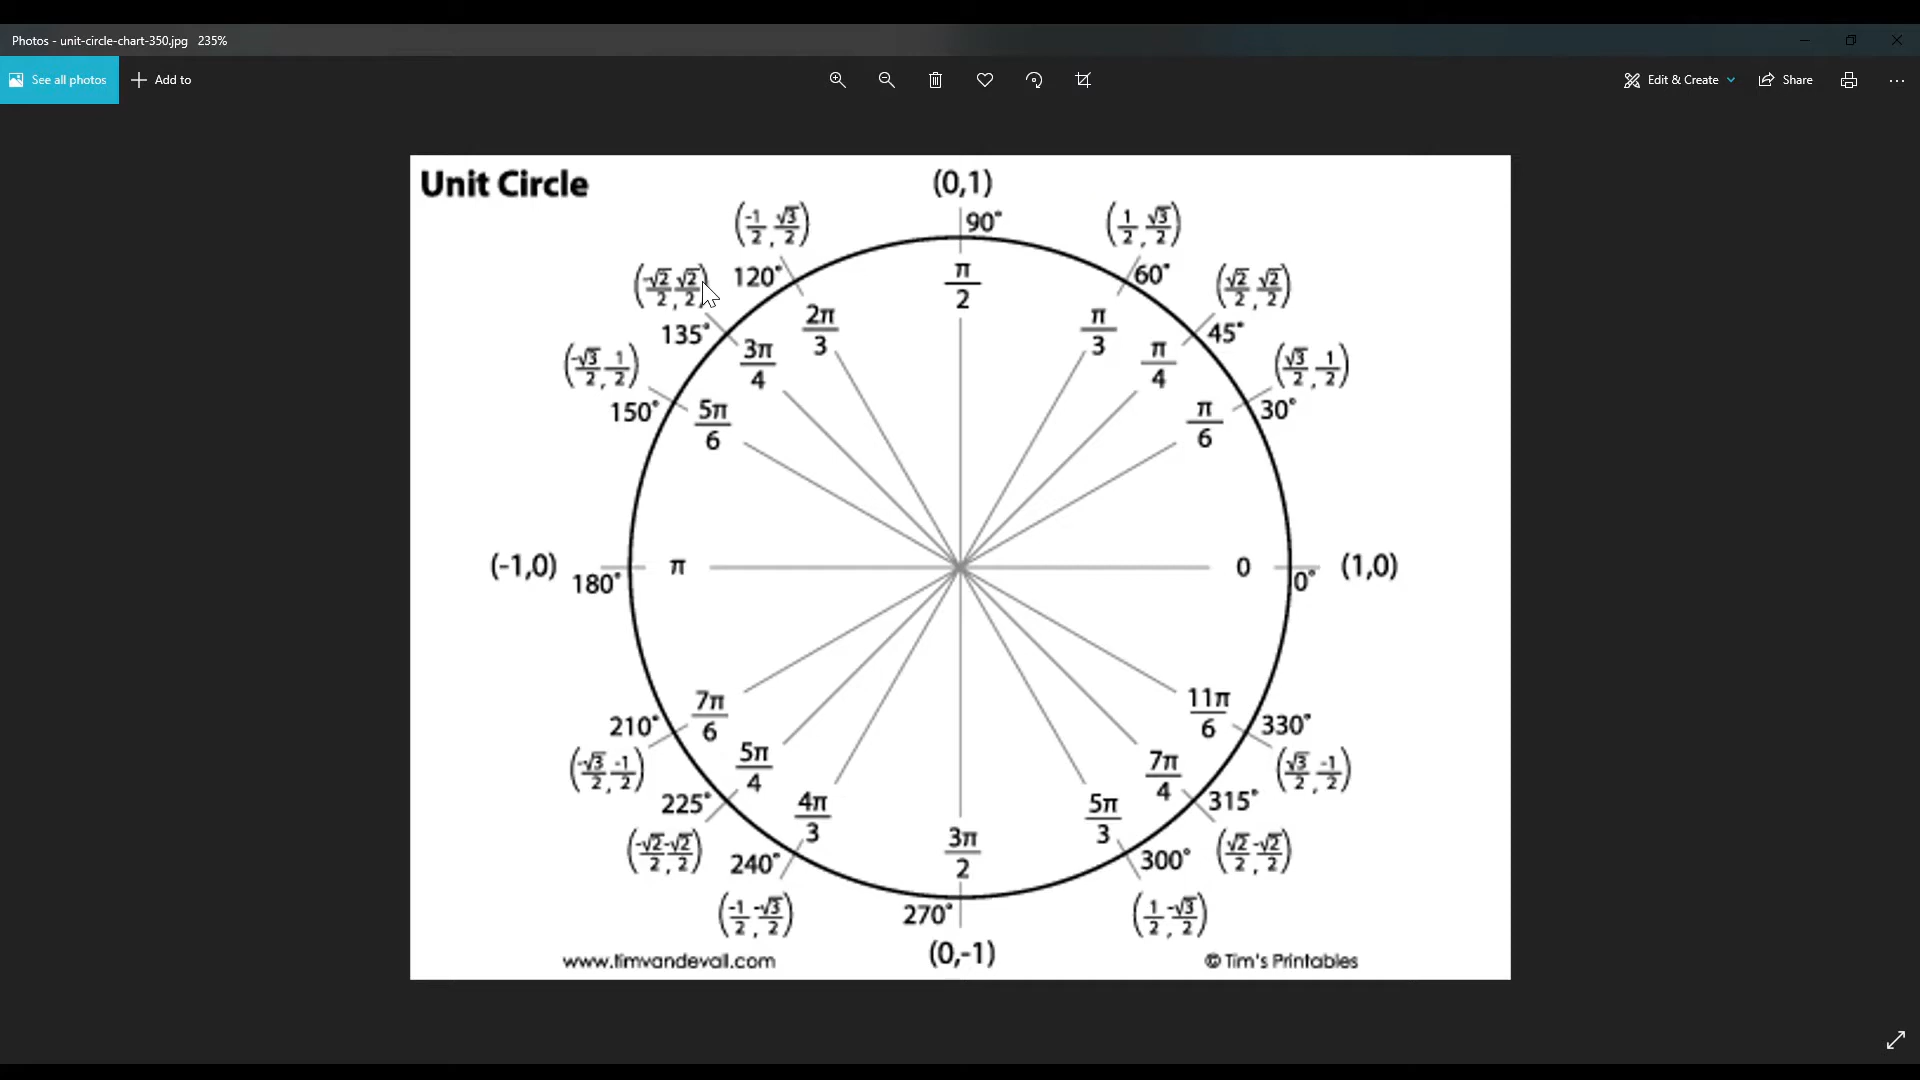 Photos - unit-circle-chart-350.jpg 235%
See all photos
Add to
Edit & Create
Share
Unit Circle
(0,1)
90°
π/2
(-1/2, √3/2)
120°
2π/3
(1/2, √3/2)
60°
π/3
(-√2/2, √2/2)
135°
3π/4
(√2/2, √2/2)
45°
π/4
(-√3/2, 1/2)
150°
5π/6
(√3/2, 1/2)
30°
π/6
(-1,0)
180°
π
0
0°
(1,0)
7π/6
210°
(-√3/2, -1/2)
11π/6
330°
(√3/2, -1/2)
5π/4
225°
(-√2/2, -√2/2)
7π/4
315°
(√2/2, -√2/2)
4π/3
240°
(-1/2, -√3/2)
5π/3
300°
(1/2, -√3/2)
3π/2
270°
(0,-1)
www.timvandevall.com
© Tim's Printables